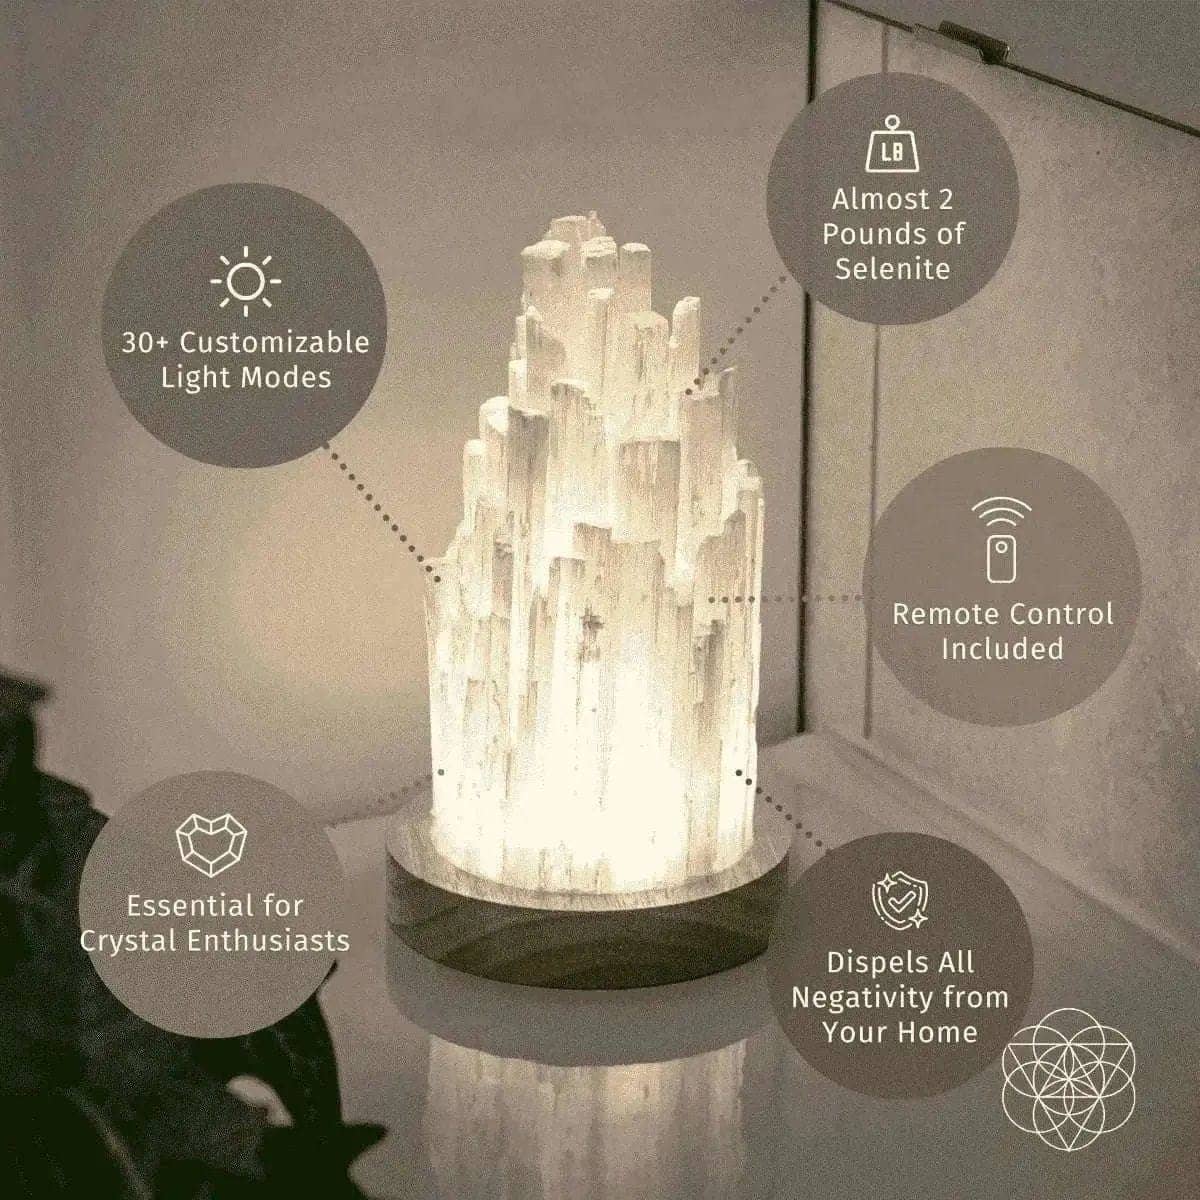 LB
Almost 2
Pounds of
Selenite
30+ Customizable
Light Modes
Remote Control
Included
Essential for
Crystal Enthusiasts
Dispels All
Negativity from
Your Home